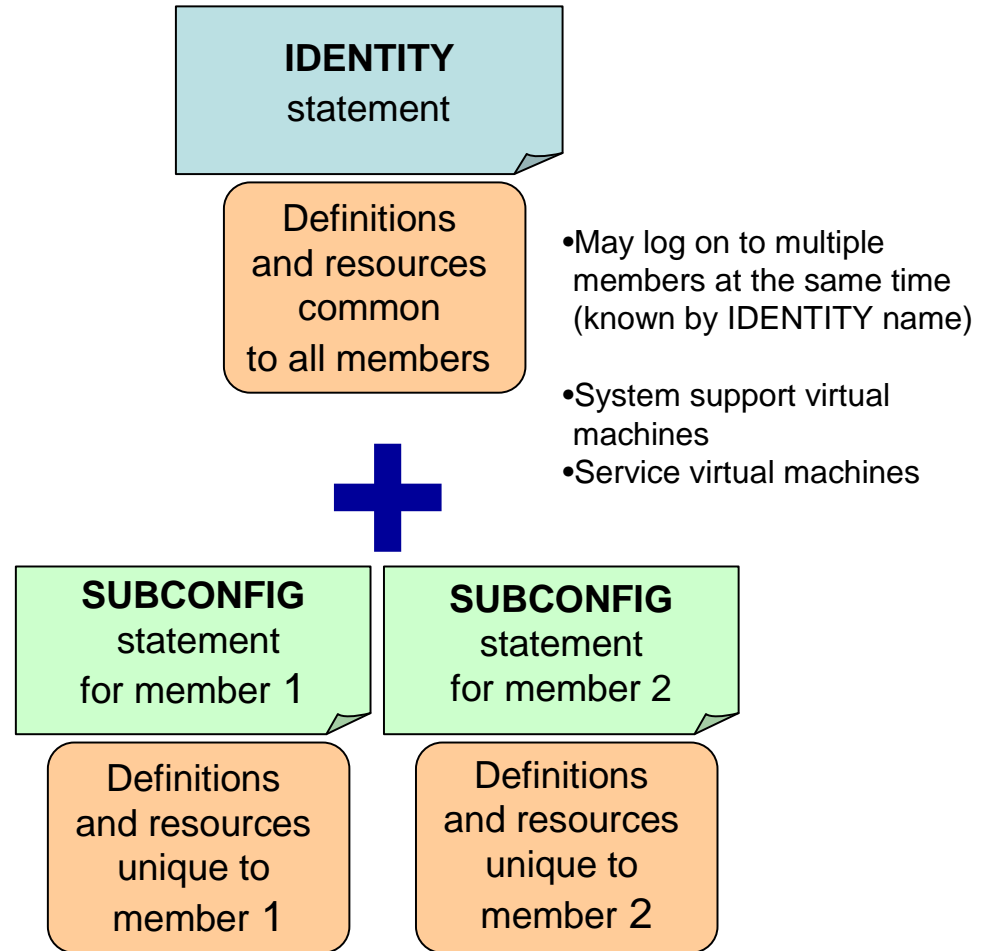 IDENTITY
statement
Definitions
and resources
common
to all members
•May log on to multiple
members at the same time
(known by IDENTITY name)
•System support virtual
machines
•Service virtual machines
SUBCONFIG
statement
for member 1
Definitions
and resources
unique to
member 1
SUBCONFIG
statement
for member 2
Definitions
and resources
unique to
member 2